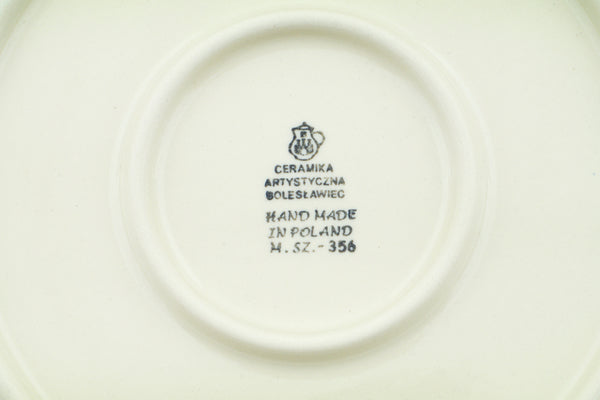 CERAMIKA
ARTYSTYCZNA
BOLESŁAWIEC
HAND MADE
IN POLAND
M. SZ. - 356